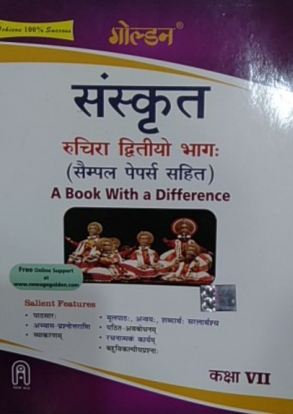 Achieve 100% Success
गोल्डन®
संस्कृत
रुचिरा द्वितीयो भागः
(सैम्पल पेपर्स सहित)
A Book With a Difference
Free Online Support
at
www.newagegolden.com
Salient Features
• पाठसारः
• अभ्यास-प्रश्नोत्तराणि
• व्याकरणम्
• मूलपाठः, अन्वयः, शब्दार्थाः सरलार्थश्च
• पठित-अवबोधनम्
• रचनात्मकं कार्यम्
• बहुविकल्पीयप्रश्नाः
कक्षा VII